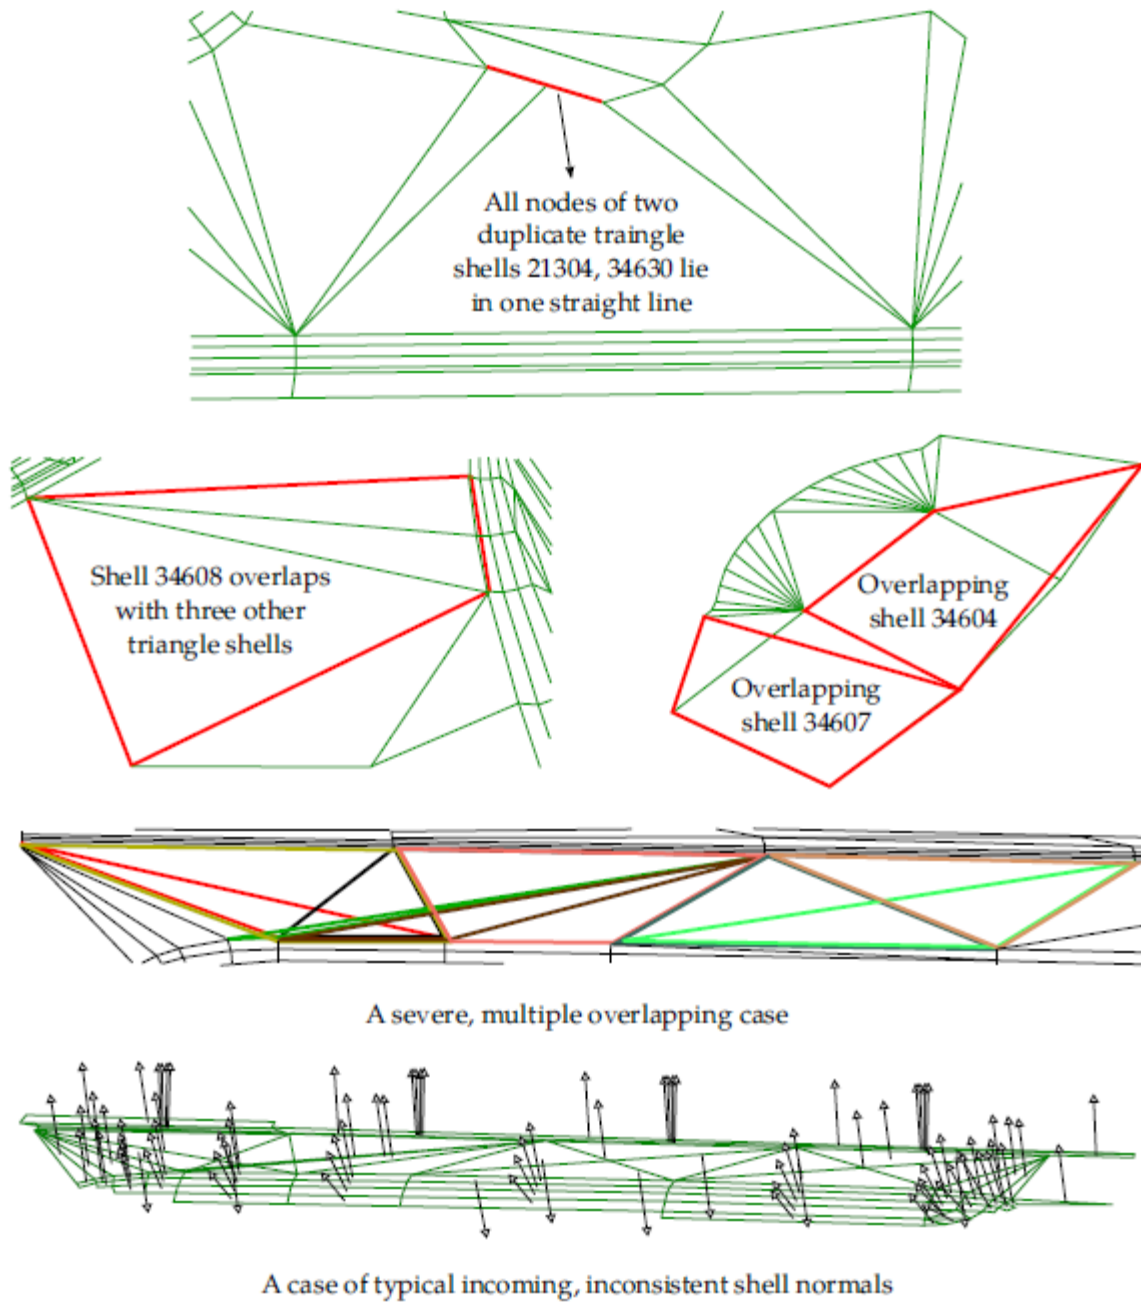 All nodes of two
duplicate traingle
shells 21304, 34630 lie
in one straight line
Shell 34608 overlaps
with three other
triangle shells
Overlapping
shell 34604
Overlapping
shell 34607
A severe, multiple overlapping case
A case of typical incoming, inconsistent shell normals